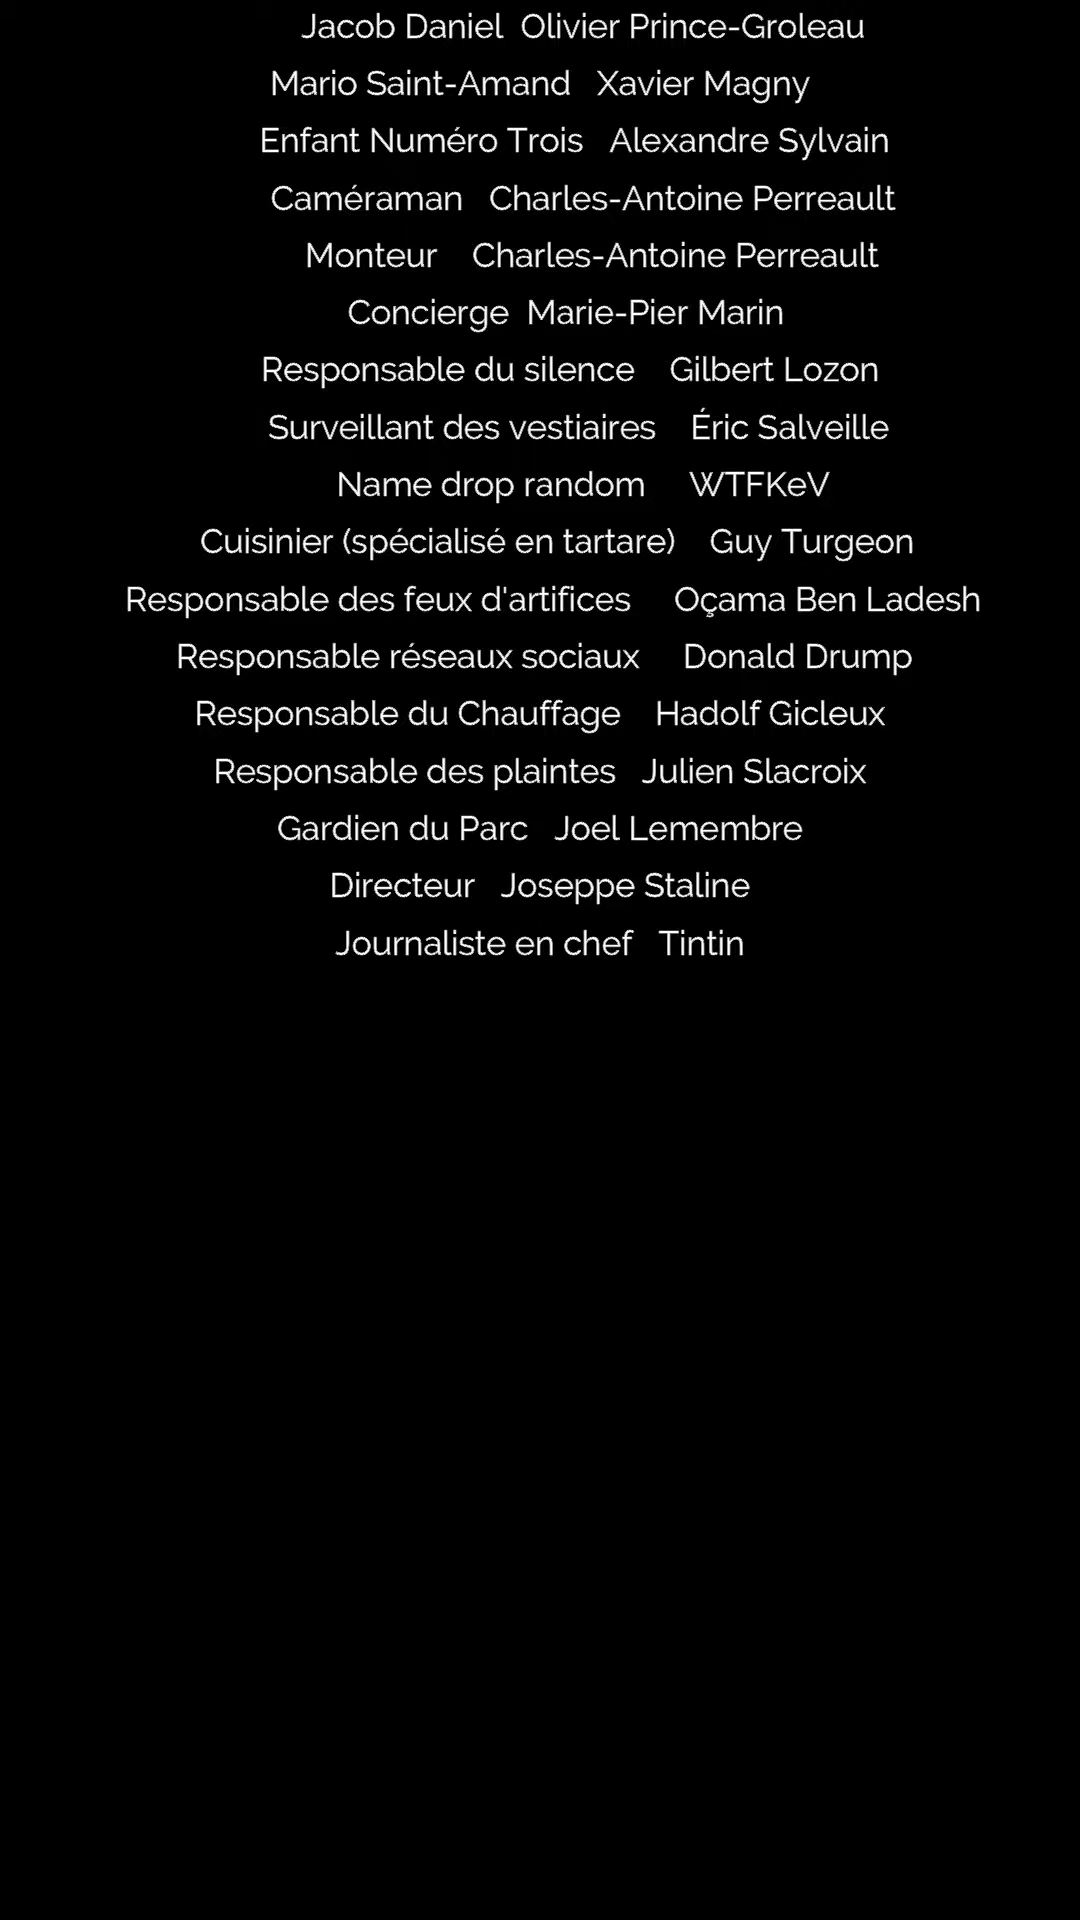 Jacob Daniel Olivier Prince-Groleau
Mario Saint-Amand Xavier Magny
Enfant Numéro Trois Alexandre Sylvain
Caméraman Charles-Antoine Perreault
Monteur Charles-Antoine Perreault
Concierge Marie-Pier Marin
Responsable du silence Gilbert Lozon
Surveillant des vestiaires Éric Salveille
Name drop random WTFKeV
Cuisinier (spécialisé en tartare) Guy Turgeon
Responsable des feux d'artifices Oçama Ben Ladesh
Responsable réseaux sociaux Donald Drump
Responsable du Chauffage Hadolf Gicleux
Responsable des plaintes Julien Slacroix
Gardien du Parc Joel Lemembre
Directeur Joseppe Staline
Journaliste en chef Tintin